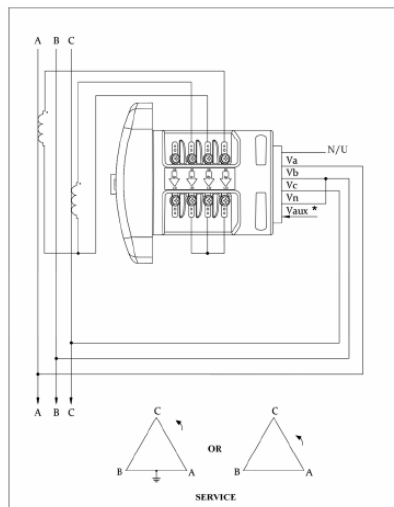 A B C
N/U
Va
Vb
Vc
Vn
Vaux *
A B C
C C
OR
B A B A
SERVICE